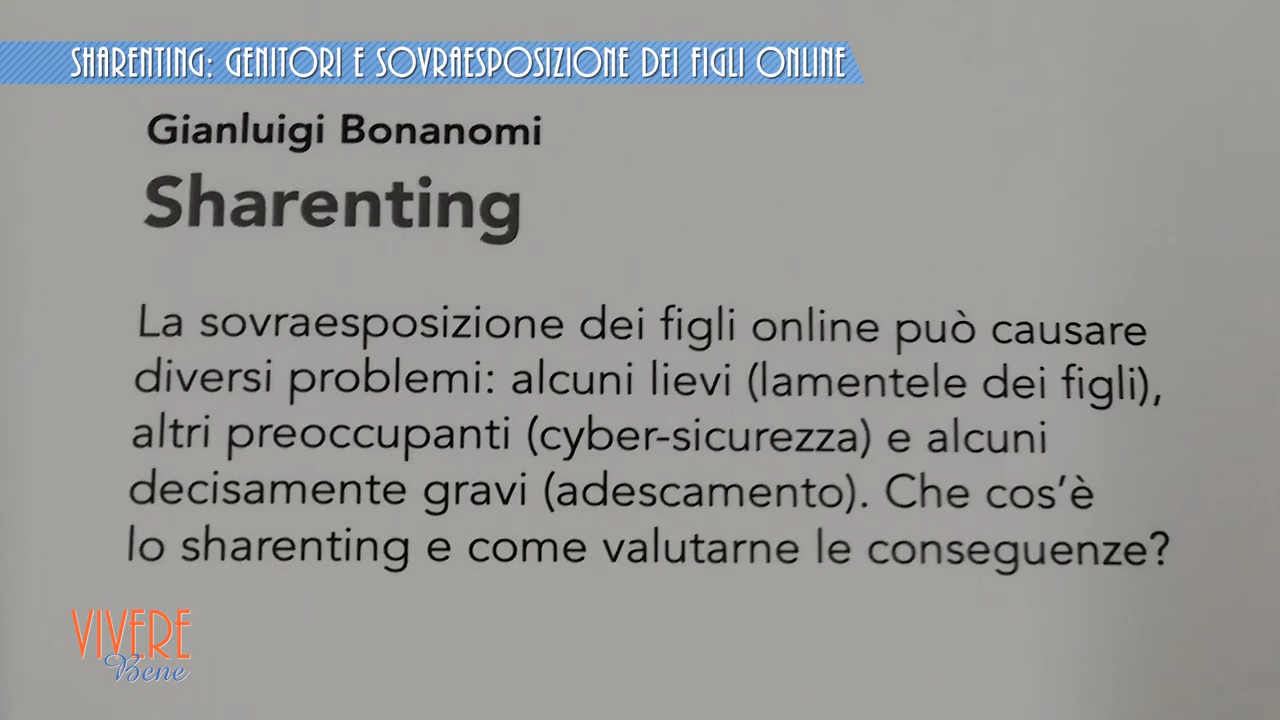 SHARENTING: GENITORI E SOVRAESPOSIZIONE DEI FIGLI ONLINE
Gianluigi Bonanomi
Sharenting
La sovraesposizione dei figli online può causare
diversi problemi: alcuni lievi (lamentele dei figli),
altri preoccupanti (cyber-sicurezza) e alcuni
decisamente gravi (adescamento). Che cos'è
lo sharenting e come valutarne le conseguenze?
VIVERE
Bene